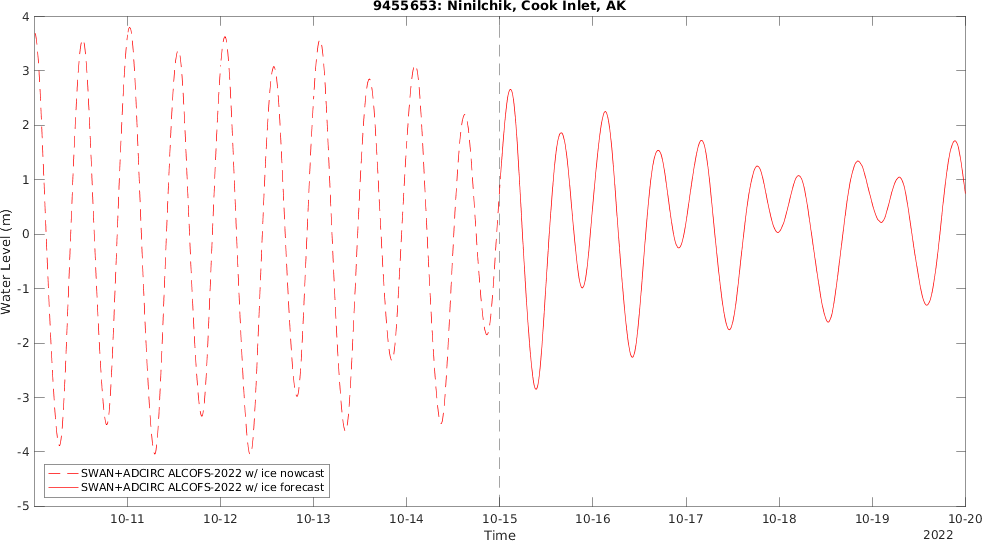 9455653: Ninilchik, Cook Inlet, AK
4
3
2
1
0
-1
-2
-3
-4
-5
Water Level (m)
SWAN+ADCIRC ALCOFS-2022 w/ ice nowcast
SWAN+ADCIRC ALCOFS-2022 w/ ice forecast
10-11 10-12 10-13 10-14 10-15 10-16 10-17 10-18 10-19 10-20
Time
2022